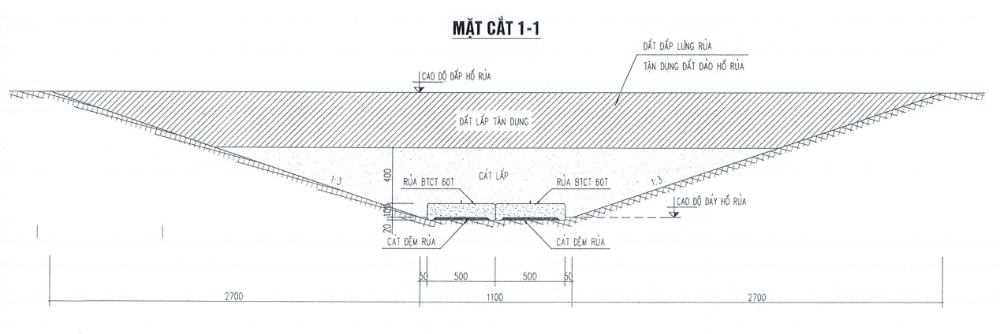 MẶT CẮT 1-1
ĐẤT ĐẮP LƯNG RÙA
TẬN DỤNG ĐẤT ĐÀO HỐ RÙA
CAO ĐỘ ĐẮP HỐ RÙA
ĐẤT LẤP TẬN DỤNG
400
CÁT LẤP
1:3
1:3
RÙA BTCT 60T
RÙA BTCT 60T
CAO ĐỘ ĐÁY HỐ RÙA
100
20
CÁT ĐỆM RÙA
CÁT ĐỆM RÙA
50
500
500
50
2700
1100
2700